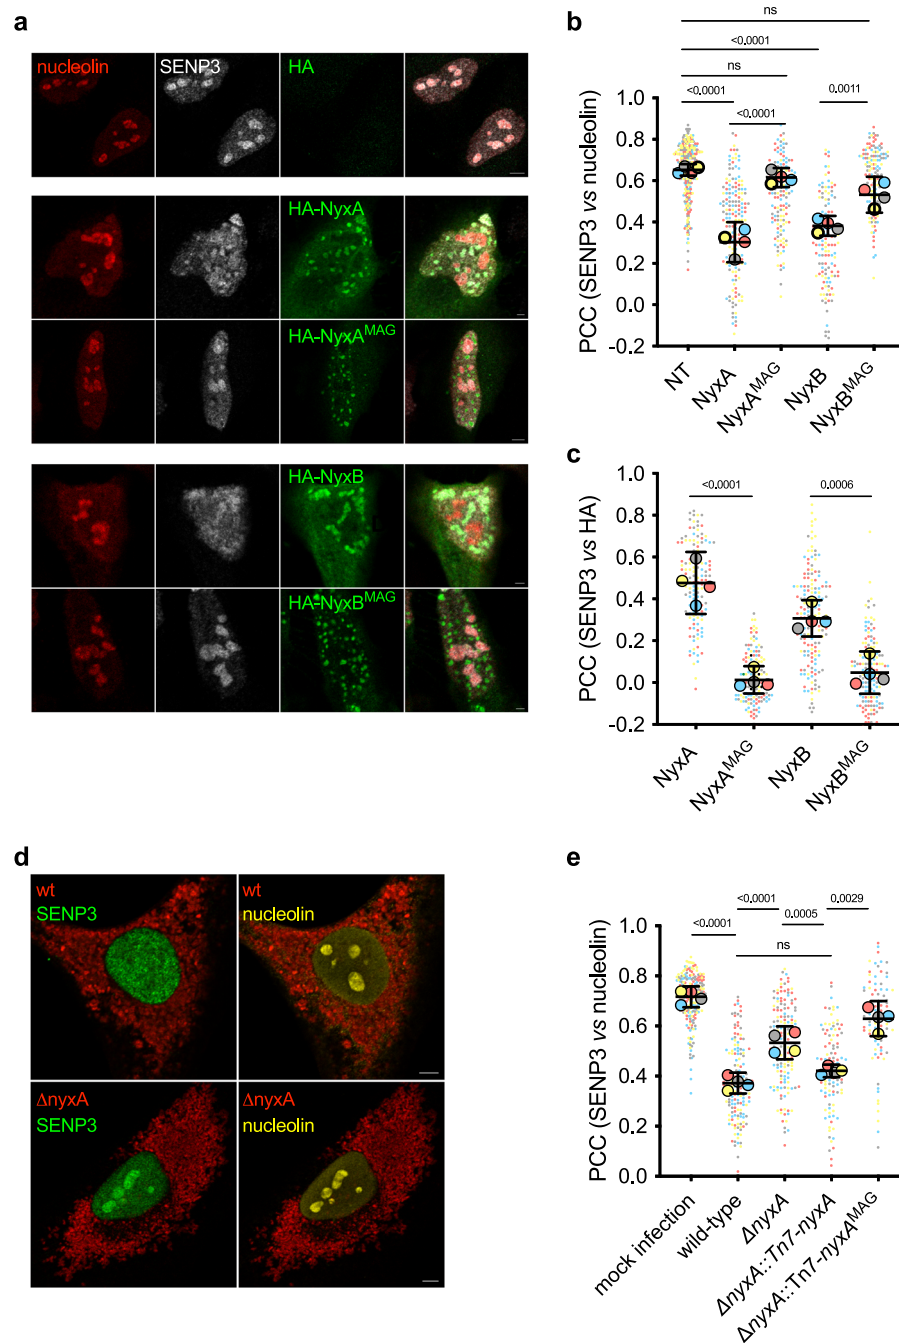 a
nucleolin
SENP3
HA
HA-NyxA
HA-NyxA^MAG
HA-NyxB
HA-NyxB^MAG
b
ns
<0.0001
ns
<0.0001
0.0011
<0.0001
1.0
0.8
0.6
0.4
0.2
0.0
-0.2
PCC (SENP3 vs nucleolin)
NT
NyxA
NyxA^MAG
NyxB
NyxB^MAG
c
<0.0001
0.0006
1.0
0.8
0.6
0.4
0.2
0.0
-0.2
PCC (SENP3 vs HA)
NyxA
NyxA^MAG
NyxB
NyxB^MAG
d
wt
SENP3
wt
nucleolin
ΔnyxA
SENP3
ΔnyxA
nucleolin
e
<0.0001
<0.0001
0.0005
0.0029
ns
1.0
0.8
0.6
0.4
0.2
0.0
PCC (SENP3 vs nucleolin)
mock infection
wild-type
ΔnyxA
ΔnyxA::Tn7-nyxA
ΔnyxA::Tn7-nyxA^MAG